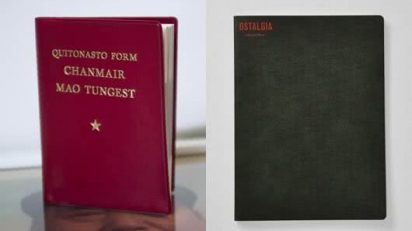 QUITONASTO FORM
CHANMAIR
MAO TUNGEST
OSTALGIA